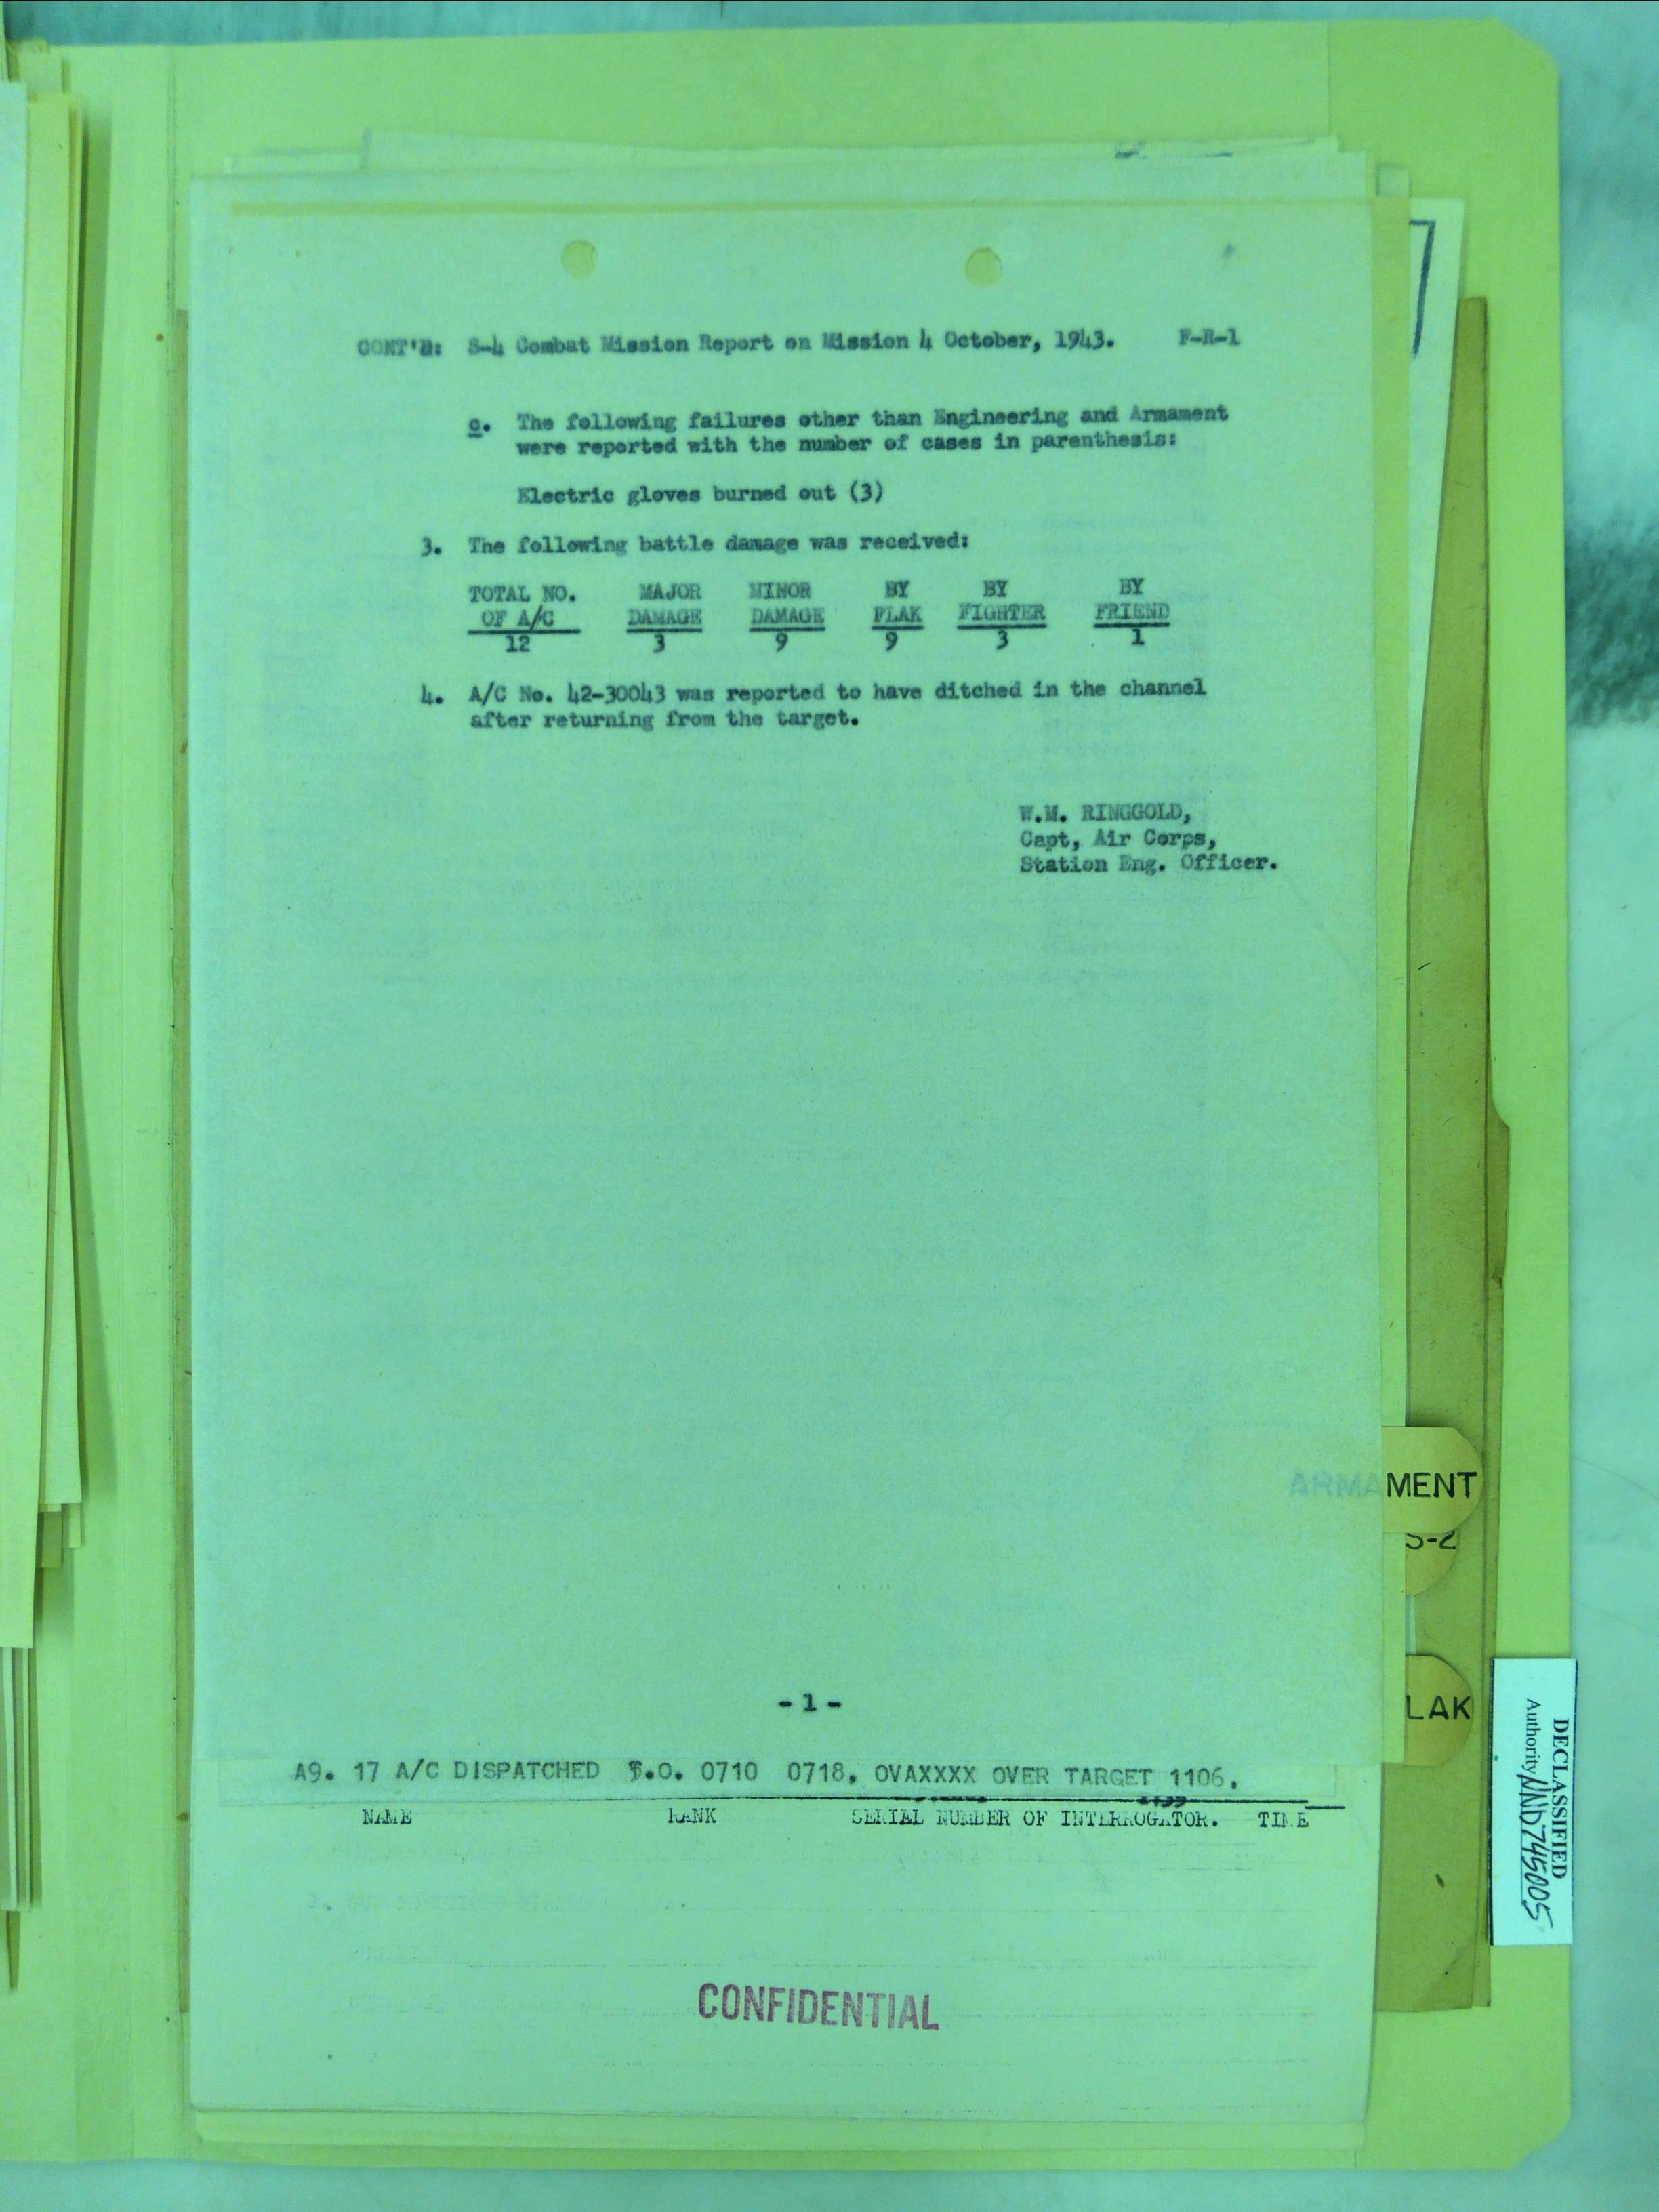 CONT'D: S-4 Combat Mission Report on Mission 4 October, 1943. F-R-1
c. The following failures other than Engineering and Armament
were reported with the number of cases in parenthesis:
Electric gloves burned out (3)
3. The following battle damage was received:
TOTAL NO. MAJOR MINOR BY BY BY
OF A/C DAMAGE DAMAGE FLAK FIGHTER FRIEND
12 3 9 9 3 1
4. A/C No. 42-30043 was reported to have ditched in the channel
after returning from the target.
W.M. RINGGOLD,
Capt, Air Corps,
Station Eng. Officer.
ARMAMENT
S-2
- 1 -
LAK
A9. 17 A/C DISPATCHED T.O. 0710 0718. OVAXXXX OVER TARGET 1106.
NAME RANK SERIAL NUMBER OF INTERROGATOR. TIME
DECLASSIFIED
Authority NND745005
CONFIDENTIAL